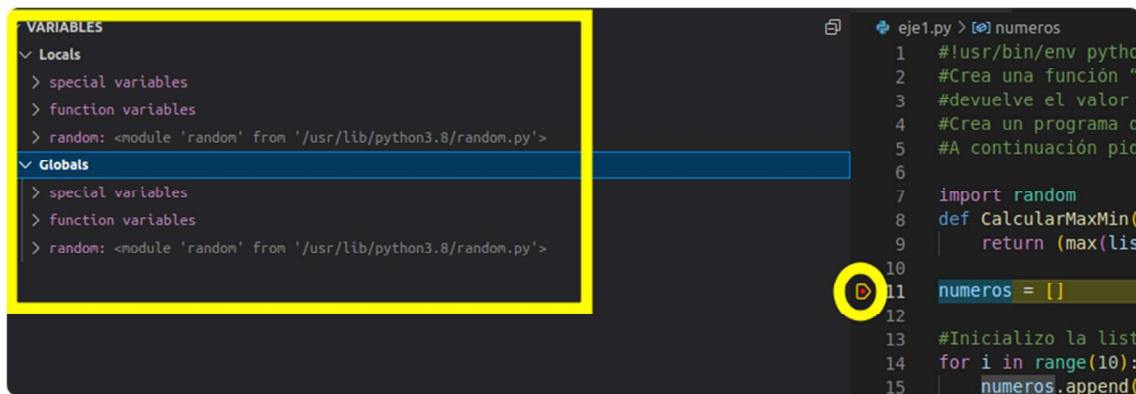 VARIABLES
Locals
special variables
function variables
random: <module 'random' from '/usr/lib/python3.8/random.py'>
Globals
special variables
function variables
random: <module 'random' from '/usr/lib/python3.8/random.py'>
eje1.py > numeros
1 #!usr/bin/env pytho
2 #Crea una función “
3 #devuelve el valor
4 #Crea un programa
5 #A continuación pid
6
7 import random
8 def CalcularMaxMin(
9 return (max(lis
10
11 numeros = []
12
13 #Inicializo la list
14 for i in range(10):
15 numeros.append(